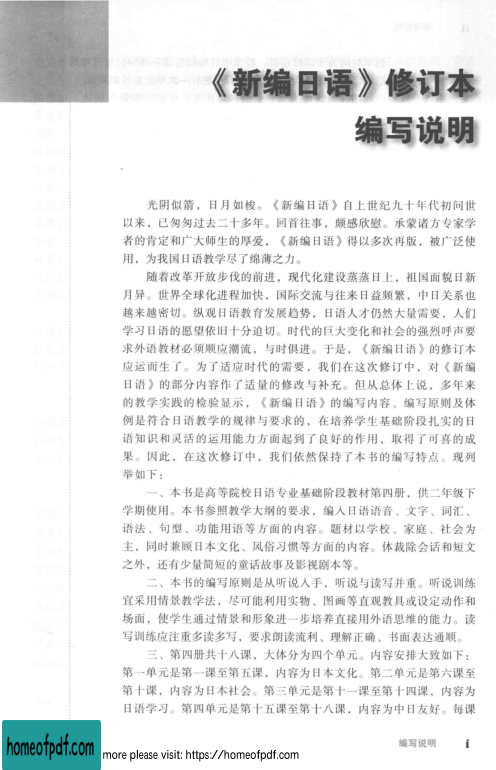 《新编日语》修订本
编写说明
光阴似箭，日月如梭。《新编日语》自上世纪九十年代初问世
以来，已匆匆过去二十多年。回首往事，颇感欣慰。承蒙诸方专家学
者的肯定和广大师生的厚爱，《新编日语》得以多次再版，被广泛使
用，为我国日语教学尽了绵薄之力。
随着改革开放步伐的前进，现代化建设蒸蒸日上，祖国面貌日新
月异。世界全球化进程加快，国际交流与往来日益频繁，中日关系也
越来越密切。纵观日语教育发展趋势，日语人才仍然大量需要，人们
学习日语的愿望依旧十分迫切。时代的巨大变化和社会的强烈呼声要
求外语教材必须顺应潮流，与时俱进。于是，《新编日语》的修订本
应运而生了。为了适应时代的需要，我们在这次修订中，对《新编
日语》的部分内容作了适量的修改与补充。但从总体上说，多年来
的教学实践的检验显示，《新编日语》的编写内容、编写原则及体
例是符合日语教学的规律与要求的，在培养学生基础阶段扎实的日
语知识和灵活的运用能力方面起到了良好的作用，取得了可喜的成
果。因此，在这次修订中，我们依然保持了本书的编写特点。现列
举如下：
一、本书是高等院校日语专业基础阶段教材第四册，供二年级下
学期使用。本书参照教学大纲的要求，编入日语语音、文字、词汇、
语法、句型、功能用语等方面的内容。题材以学校、家庭、社会为
主，同时兼顾日本文化、风俗习惯等方面的内容。体裁除会话和短文
之外，还有少量简短的童话故事及影视剧本等。
二、本书的编写原则是从听说入手，听说与读写并重。听说训练
宜采用情景教学法，尽可能利用实物、图画等直观教具或设定动作和
场面，使学生通过情景和形象进一步培养直接用外语思维的能力。读
写训练应注重多读多写，要求朗读流利、理解正确、书面表达通顺。
三、第四册共十八课，大体分为四个单元。内容安排大致如下：
第一单元是第一课至第五课，内容为日本文化。第二单元是第六课至
第十课，内容为日本社会。第三单元是第十一课至第十四课，内容为
日语学习。第四单元是第十五课至第十八课，内容为中日友好。每课
编写说明 i
homeofpdf.com more please visit: https://homeofpdf.com